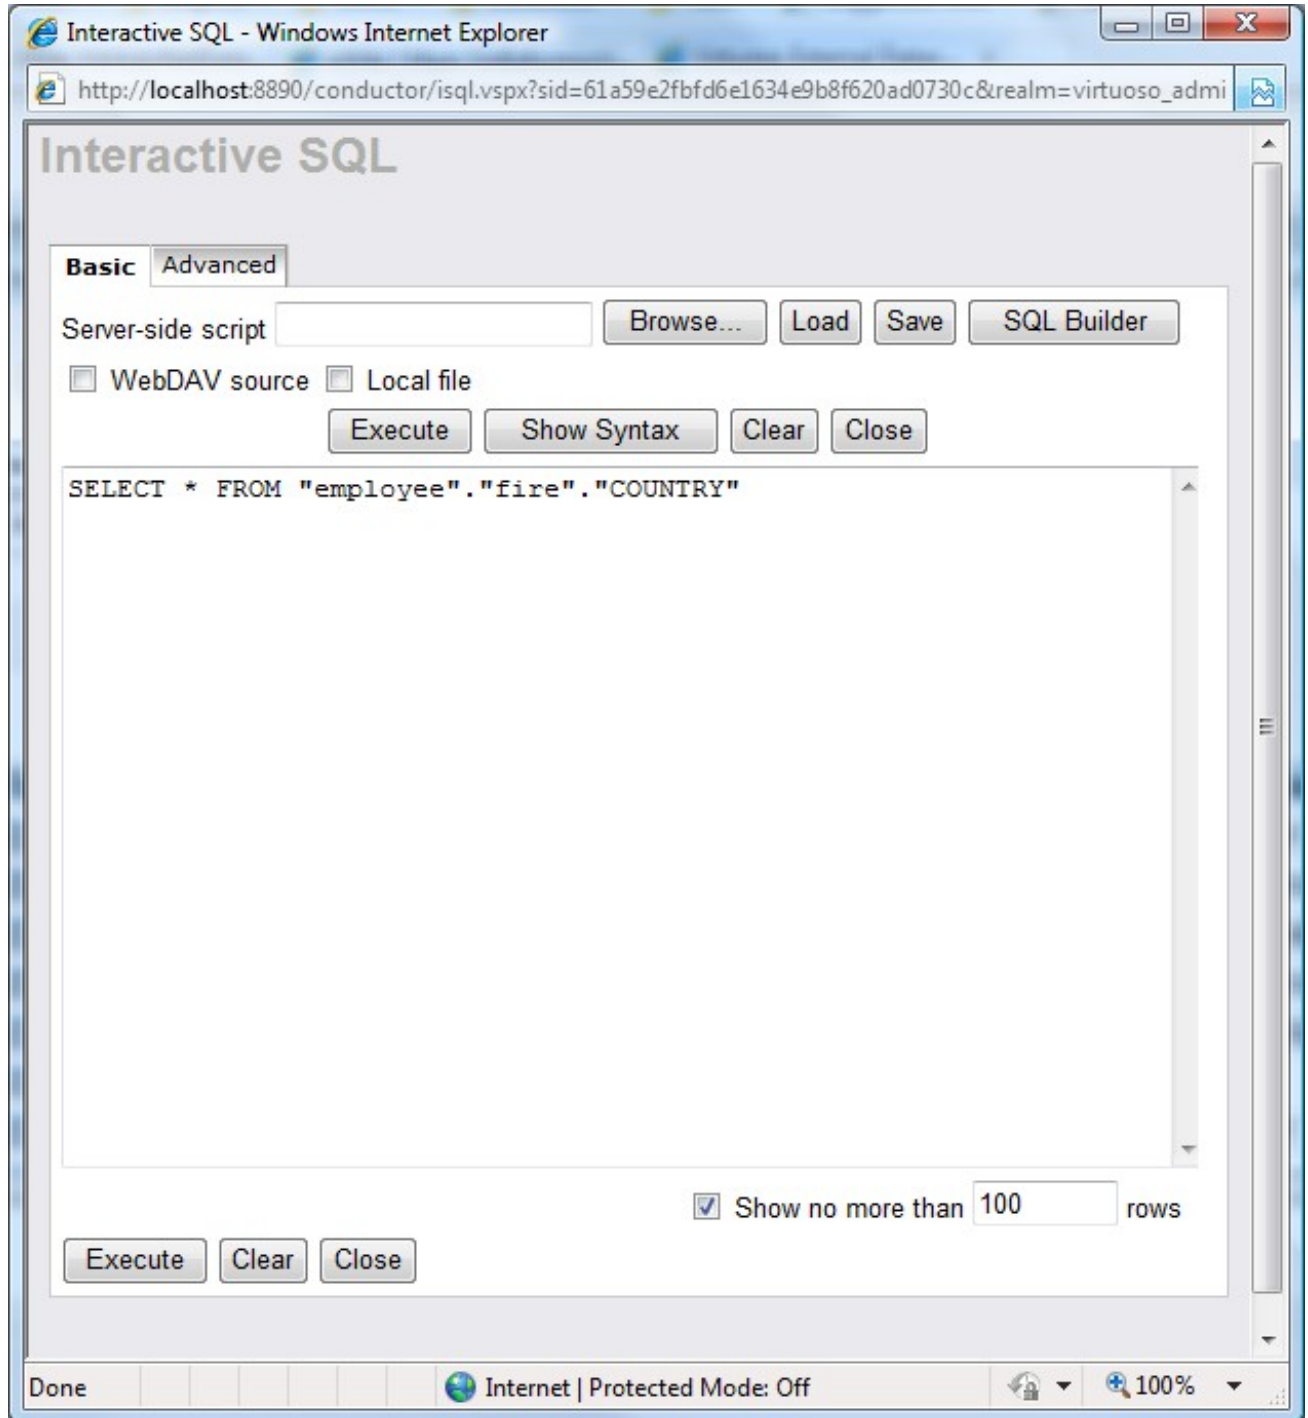 Interactive SQL - Windows Internet Explorer
http://localhost:8890/conductor/isql.vspx?sid=61a59e2fbfd6e1634e9b8f620ad0730c&realm=virtuoso_admi
Interactive SQL
Basic Advanced
Server-side script Browse... Load Save SQL Builder
WebDAV source Local file
Execute Show Syntax Clear Close
SELECT * FROM "employee"."fire"."COUNTRY"
Show no more than 100 rows
Execute Clear Close
Done Internet | Protected Mode: Off 100%